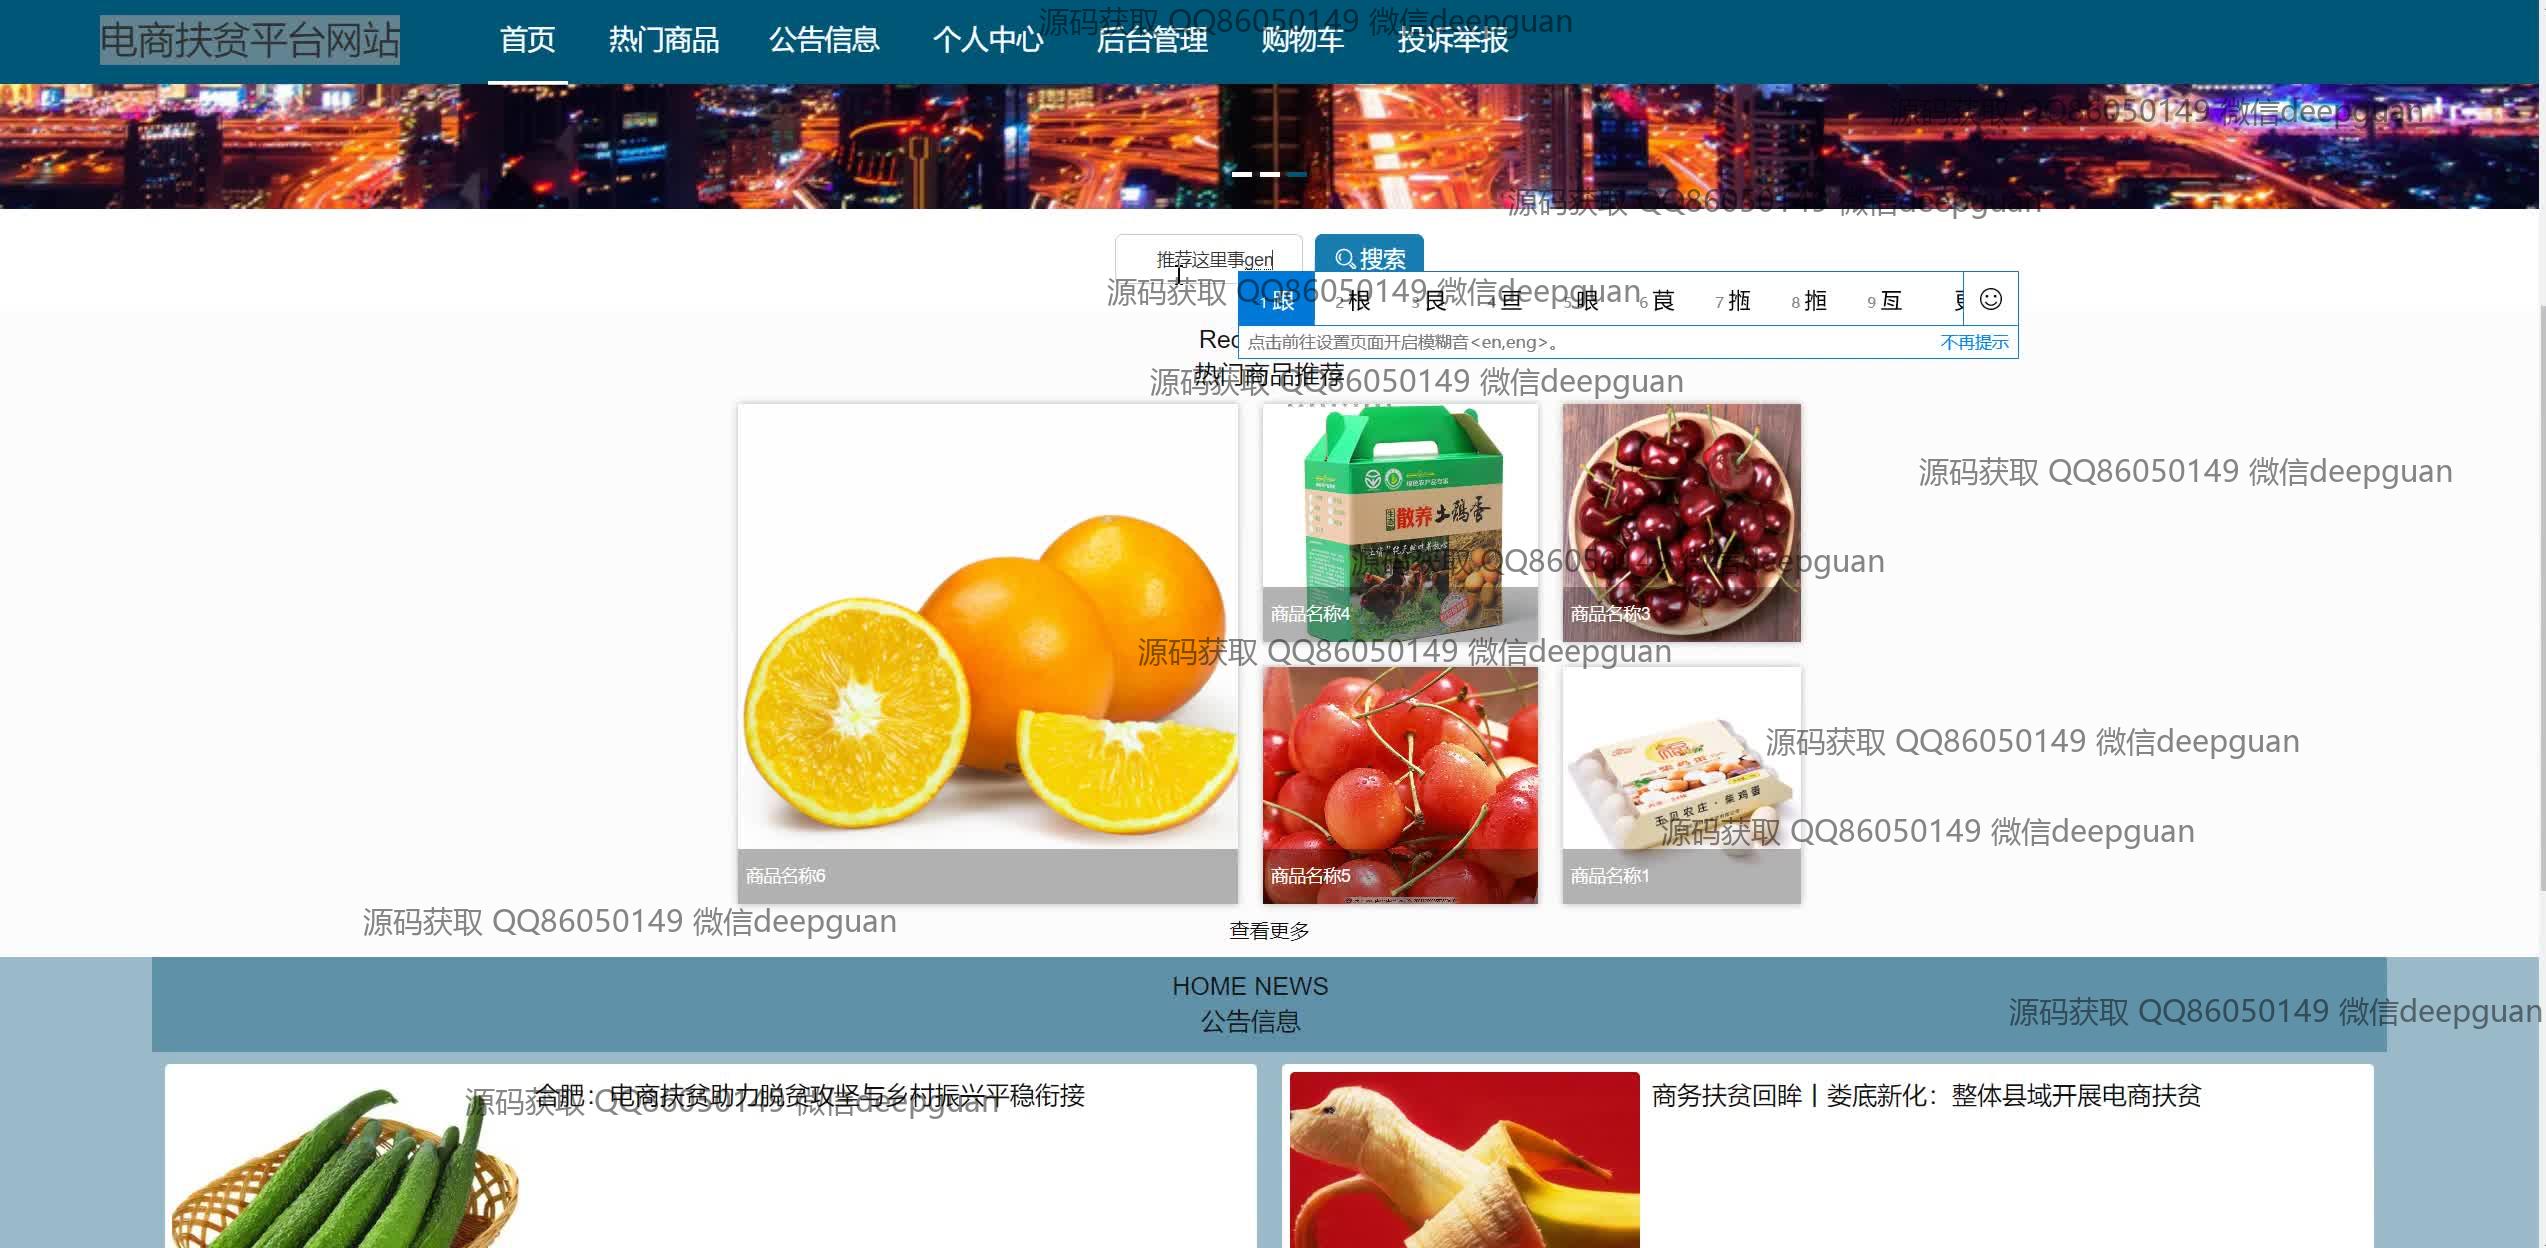 电商扶贫平台网站
首页 热门商品 公告信息 个人中心 后台管理 购物车 投诉举报
源码获取 QQ86050149 微信deepguan
源码获取 QQ86050149 微信deepguan
源码获取 QQ86050149 微信deepguan
推荐这里事gen
搜索
源码获取 QQ86050149 微信deepguan
1 跟 2 根 3 艮 4 亘 5 哏 6 茛 7 揯 8 搄 9 亙
点击前往设置页面开启模糊音<en,eng>。 不再提示
Rec
热门商品推荐
源码获取 QQ86050149 微信deepguan
源码获取 QQ86050149 微信deepguan
散养土鸡蛋
源码获取 QQ86050149 微信deepguan
商品名称4
商品名称3
源码获取 QQ86050149 微信deepguan
源码获取 QQ86050149 微信deepguan
玉贝农庄·柴鸡蛋
源码获取 QQ86050149 微信deepguan
商品名称6
商品名称5
商品名称1
源码获取 QQ86050149 微信deepguan
查看更多
HOME NEWS
公告信息
源码获取 QQ86050149 微信deepguan
合肥：电商扶贫助力脱贫攻坚与乡村振兴平稳衔接
源码获取 QQ86050149 微信deepguan
商务扶贫回眸丨娄底新化：整体县域开展电商扶贫